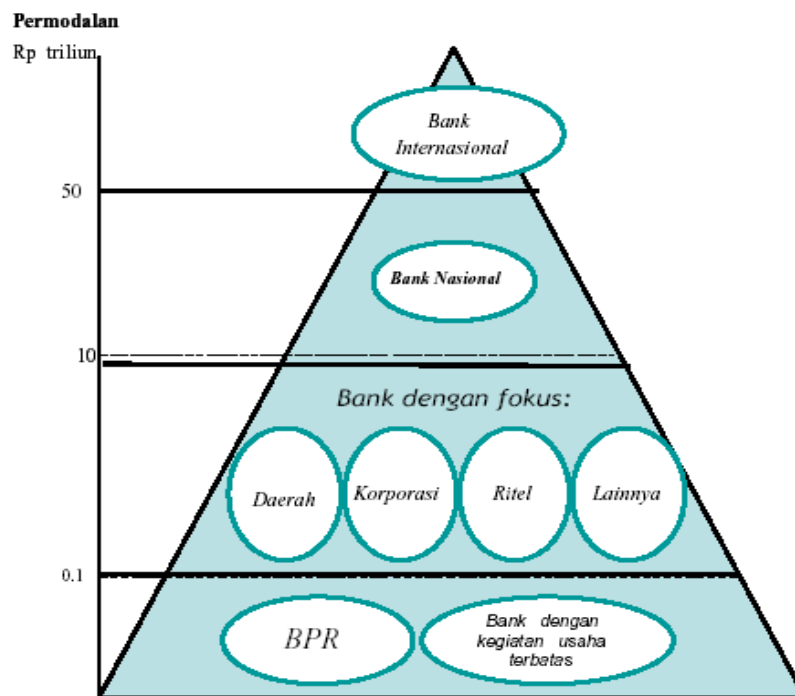 Permodalan
Rp triliun
Bank
Internasional
50
Bank Nasional
10
Bank dengan fokus:
Daerah
Korporasi
Ritel
Lainnya
0.1
BPR
Bank dengan
kegiatan usaha
terbatas